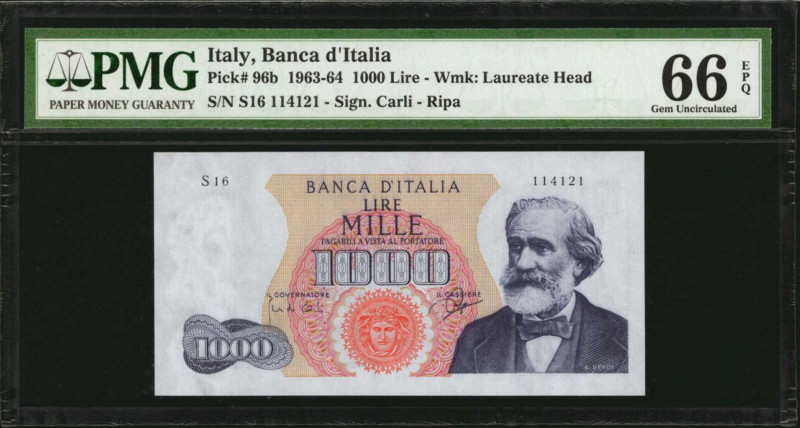 PMG
PAPER MONEY GUARANTY
Italy, Banca d'Italia
Pick# 96b 1963-64 1000 Lire - Wmk: Laureate Head
S/N S16 114121 - Sign. Carli - Ripa
66 EPQ
Gem Uncirculated
S 16
114121
BANCA D'ITALIA
LIRE
MILLE
PAGABILI A VISTA AL PORTATORE
1000
IL GOVERNATORE
IL CASSIERE
1000
G. VERDI